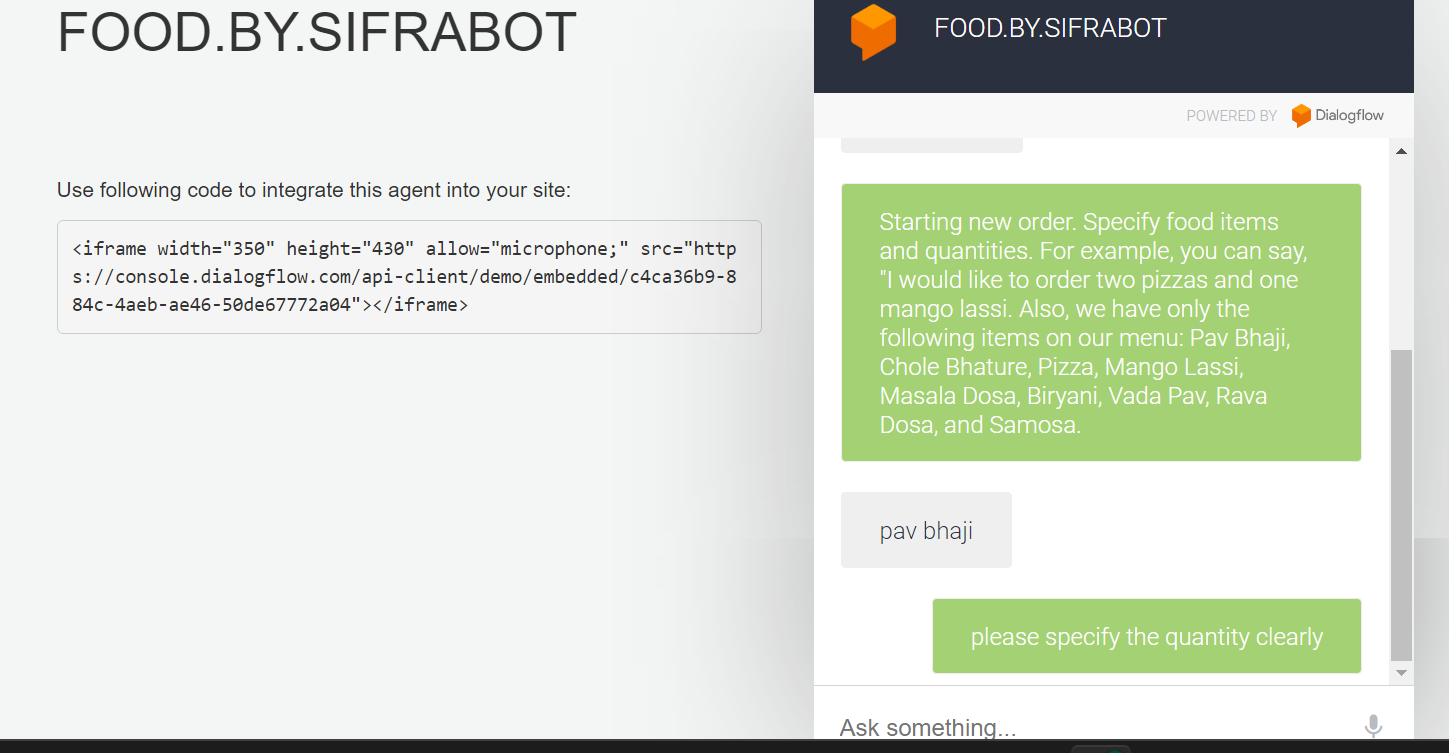 FOOD.BY.SIFRABOT
Use following code to integrate this agent into your site:
<iframe width="350" height="430" allow="microphone;" src="http
s://console.dialogflow.com/api-client/demo/embedded/c4ca36b9-8
84c-4aeb-ae46-50de67772a04"></iframe>
FOOD.BY.SIFRABOT
POWERED BY Dialogflow
Starting new order. Specify food items
and quantities. For example, you can say,
"I would like to order two pizzas and one
mango lassi. Also, we have only the
following items on our menu: Pav Bhaji,
Chole Bhature, Pizza, Mango Lassi,
Masala Dosa, Biryani, Vada Pav, Rava
Dosa, and Samosa.
pav bhaji
please specify the quantity clearly
Ask something...